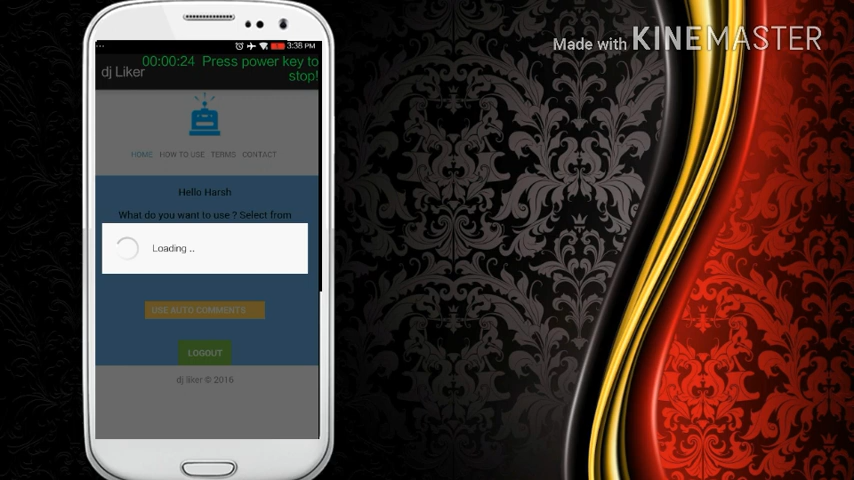 Made with KINEMASTER
3:38 PM
00:00:24 Press power key to
stop!
dj Liker
HOME HOW TO USE TERMS CONTACT
Hello Harsh
What do you want to use ? Select from
Loading ..
USE AUTO COMMENTS
LOGOUT
dj liker © 2016